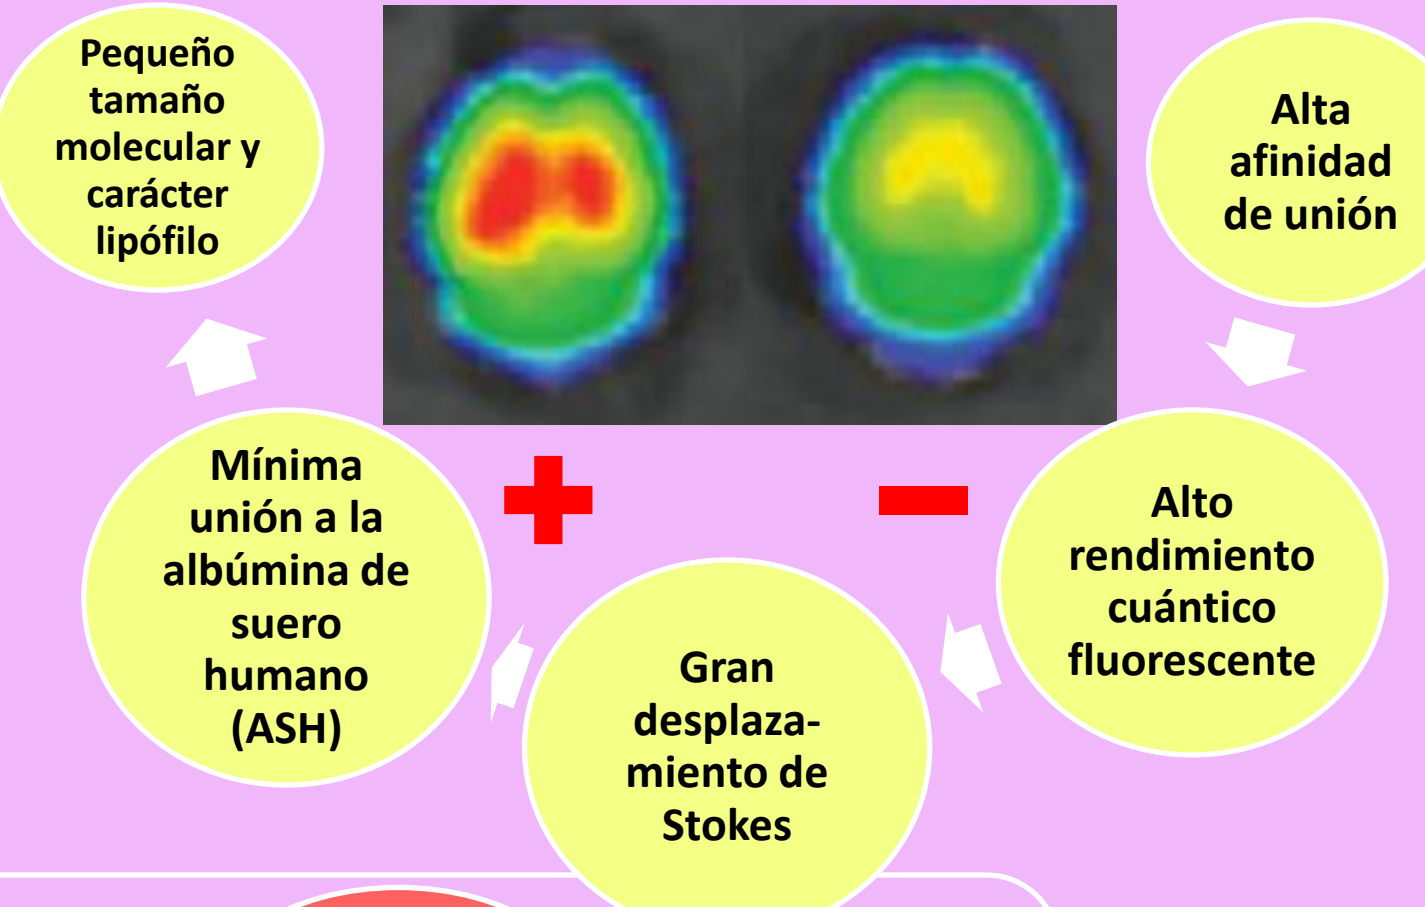 Pequeño
tamaño
molecular y
carácter
lipófilo
Alta
afinidad
de unión
Mínima
unión a la
albúmina de
suero
humano
(ASH)
Alto
rendimiento
cuántico
fluorescente
Gran
desplaza-
miento de
Stokes